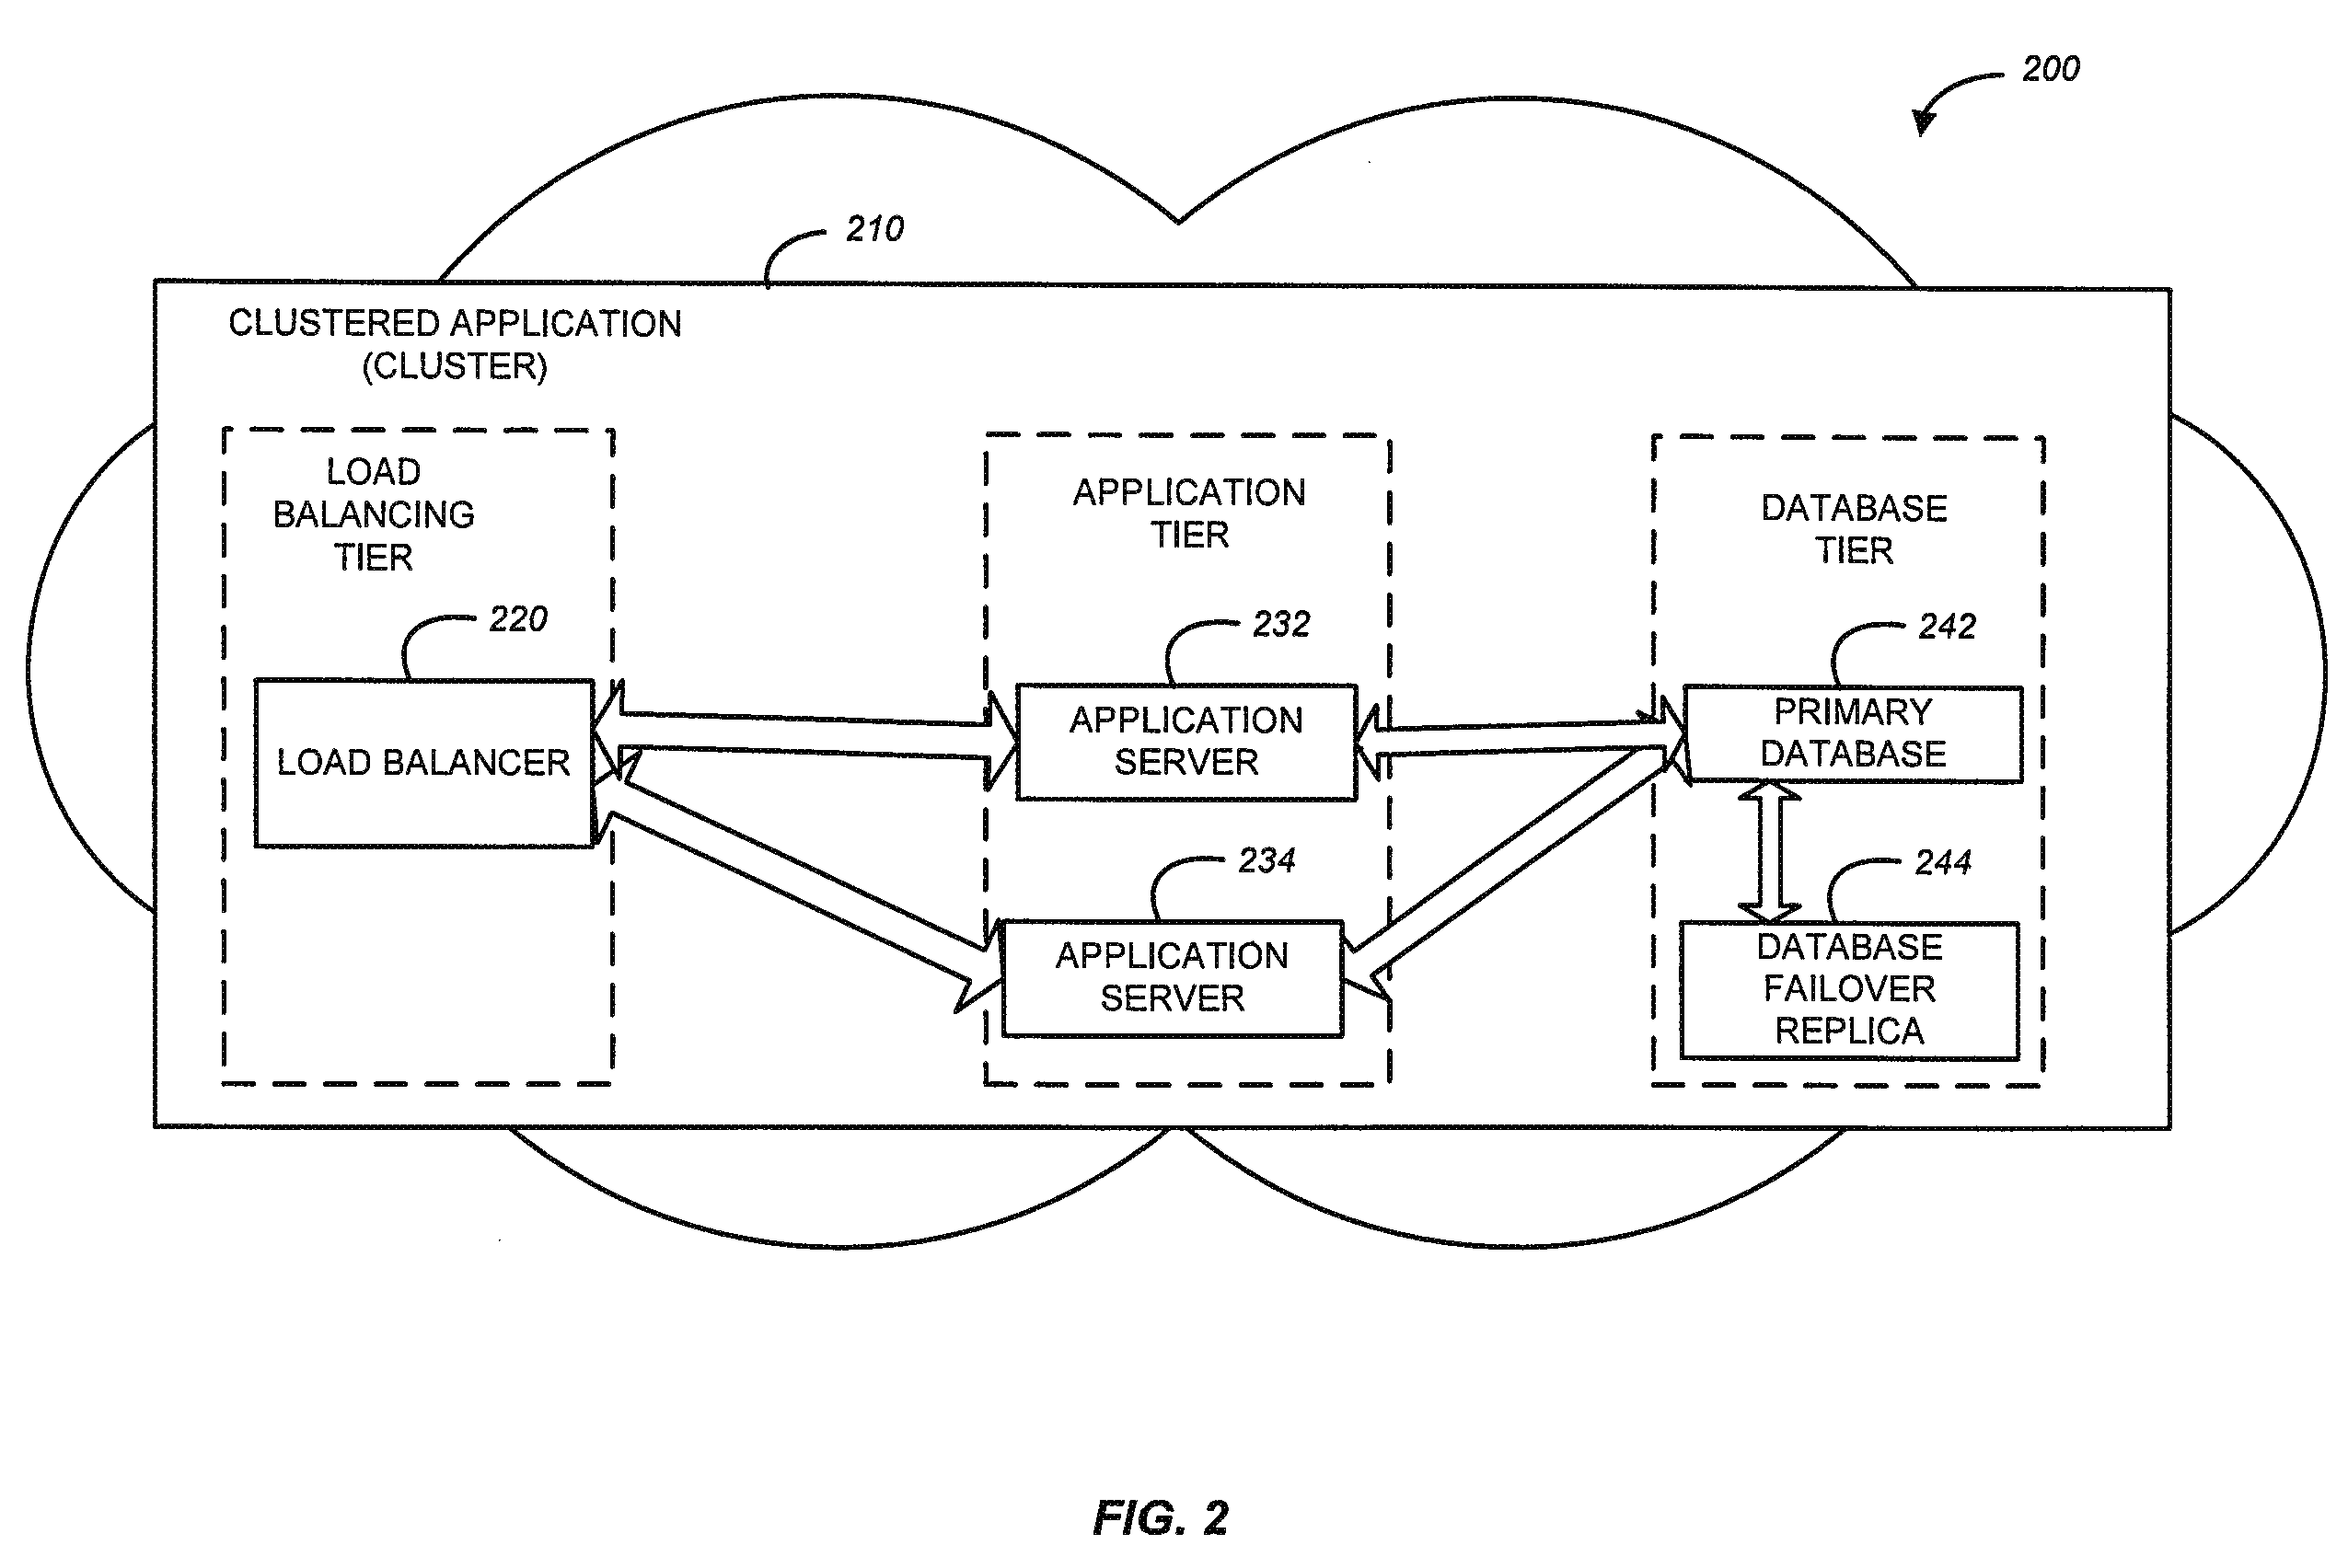 200
210
CLUSTERED APPLICATION
(CLUSTER)
LOAD
BALANCING
TIER
220
LOAD BALANCER
APPLICATION
TIER
232
APPLICATION
SERVER
234
APPLICATION
SERVER
DATABASE
TIER
242
PRIMARY
DATABASE
244
DATABASE
FAILOVER
REPLICA
FIG. 2